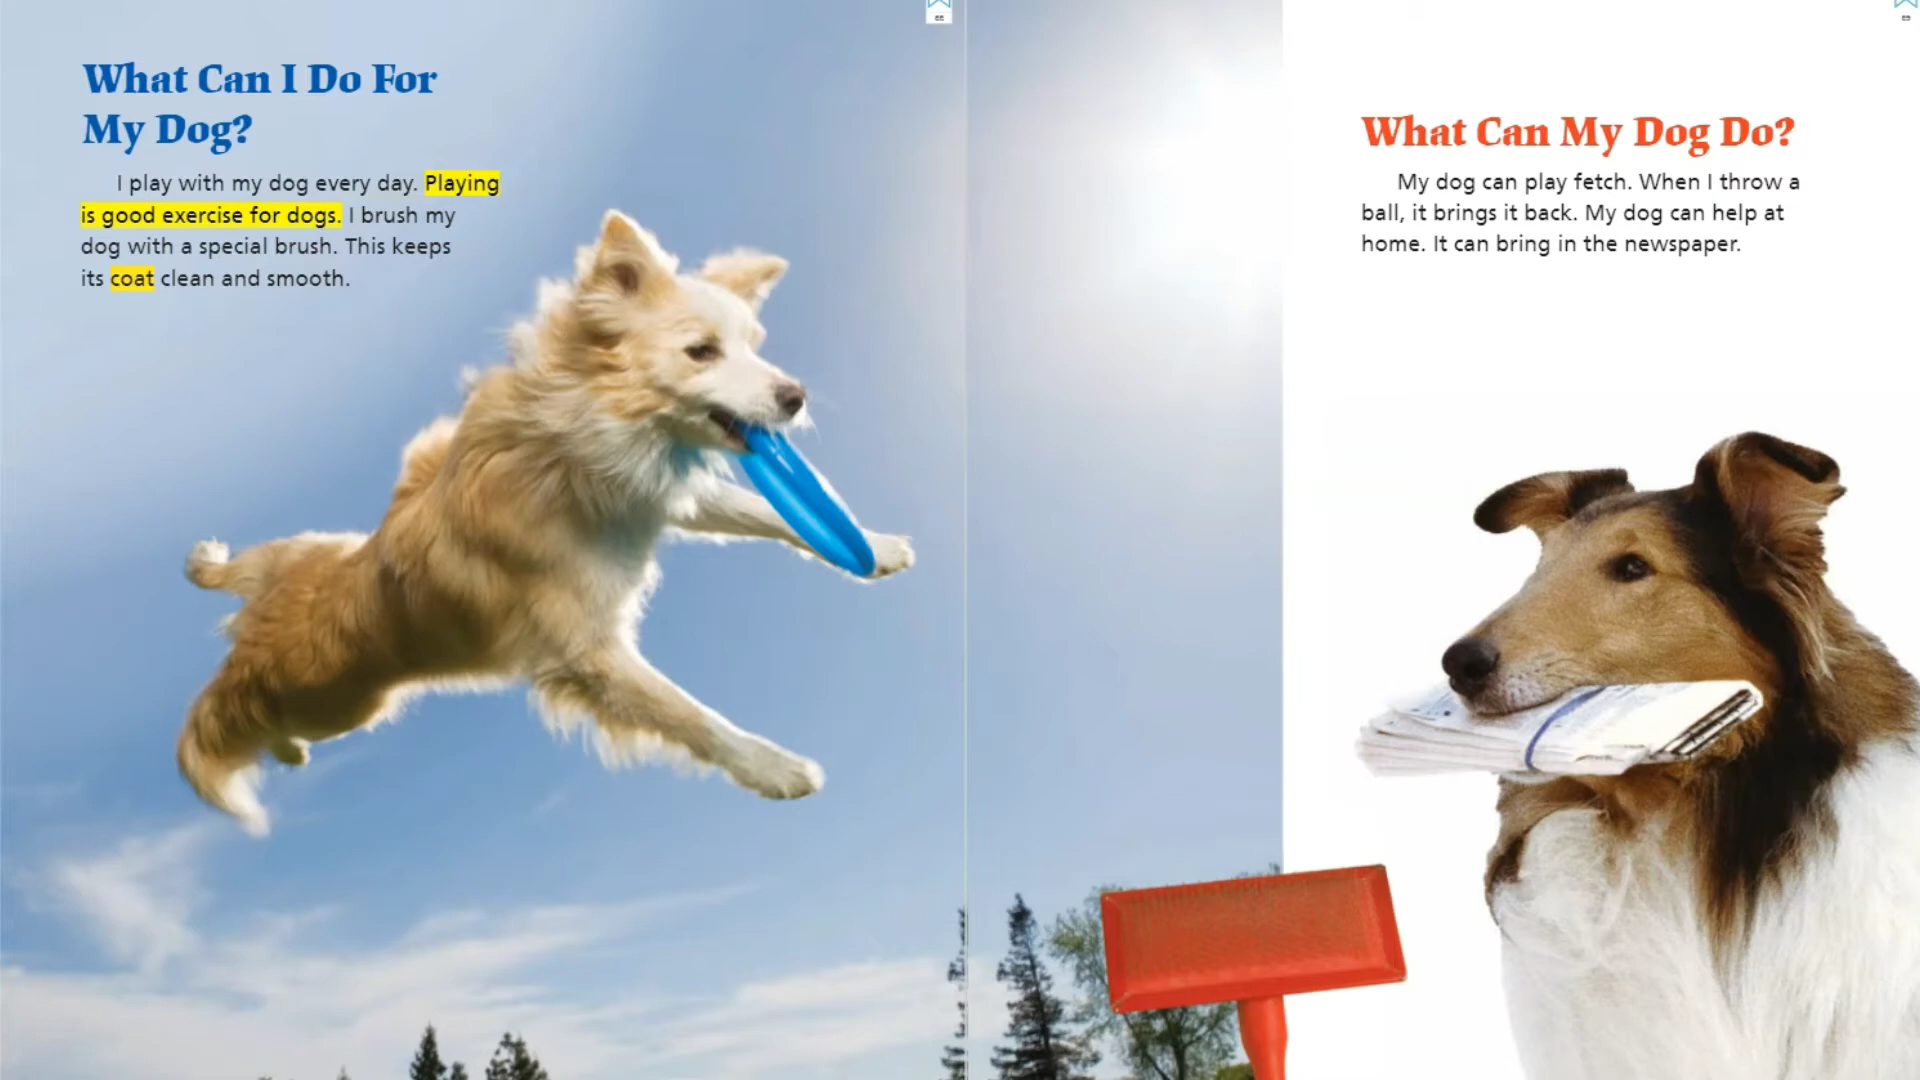 What Can I Do For
My Dog?
I play with my dog every day. Playing
is good exercise for dogs. I brush my
dog with a special brush. This keeps
its coat clean and smooth.
What Can My Dog Do?
My dog can play fetch. When I throw a
ball, it brings it back. My dog can help at
home. It can bring in the newspaper.